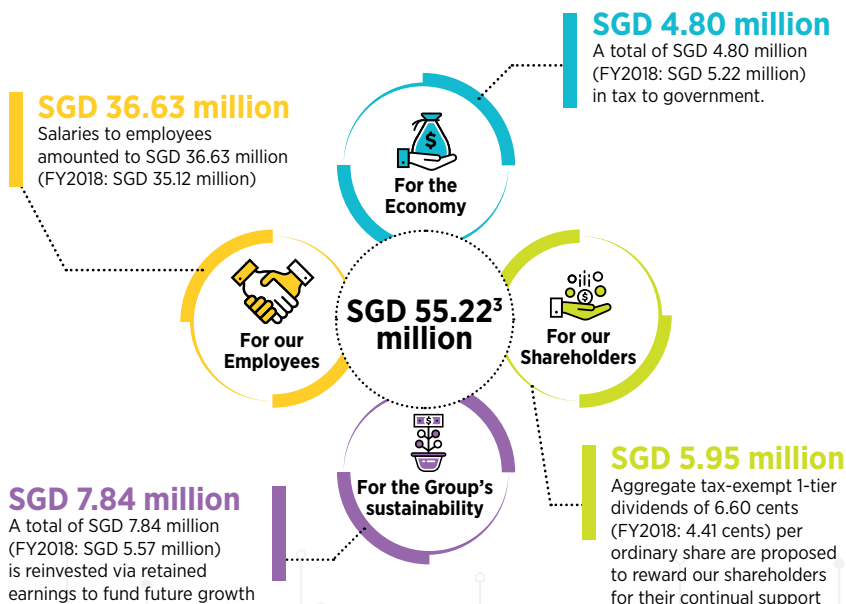 SGD 4.80 million
A total of SGD 4.80 million
(FY2018: SGD 5.22 million)
in tax to government.
SGD 36.63 million
Salaries to employees
amounted to SGD 36.63 million
(FY2018: SGD 35.12 million)
$
For the
Economy
For our
Employees
SGD 55.22³
million
$
For our
Shareholders
$
For the Group's
sustainability
SGD 7.84 million
A total of SGD 7.84 million
(FY2018: SGD 5.57 million)
is reinvested via retained
earnings to fund future growth
SGD 5.95 million
Aggregate tax-exempt 1-tier
dividends of 6.60 cents
(FY2018: 4.41 cents) per
ordinary share are proposed
to reward our shareholders
for their continual support